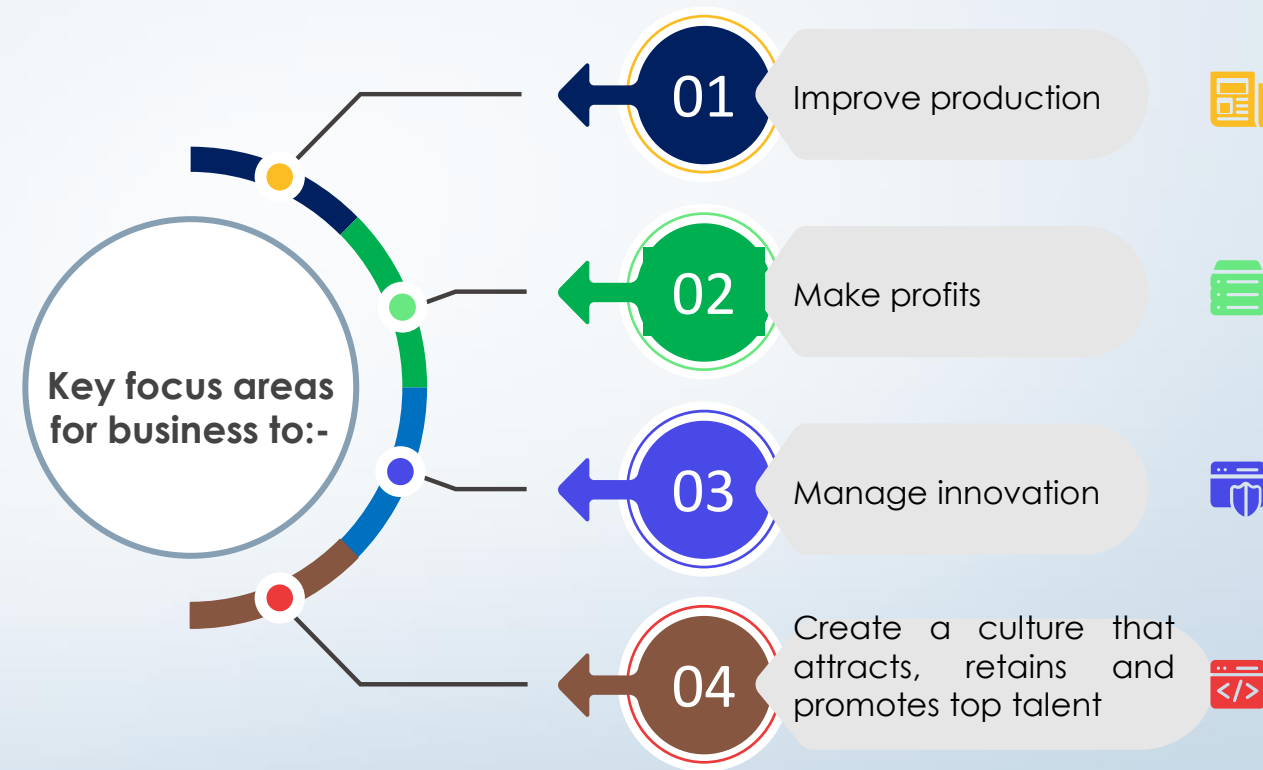 Key focus areas
for business to:-
01
Improve production
02
Make profits
03
Manage innovation
04
Create a culture that
attracts, retains and
promotes top talent